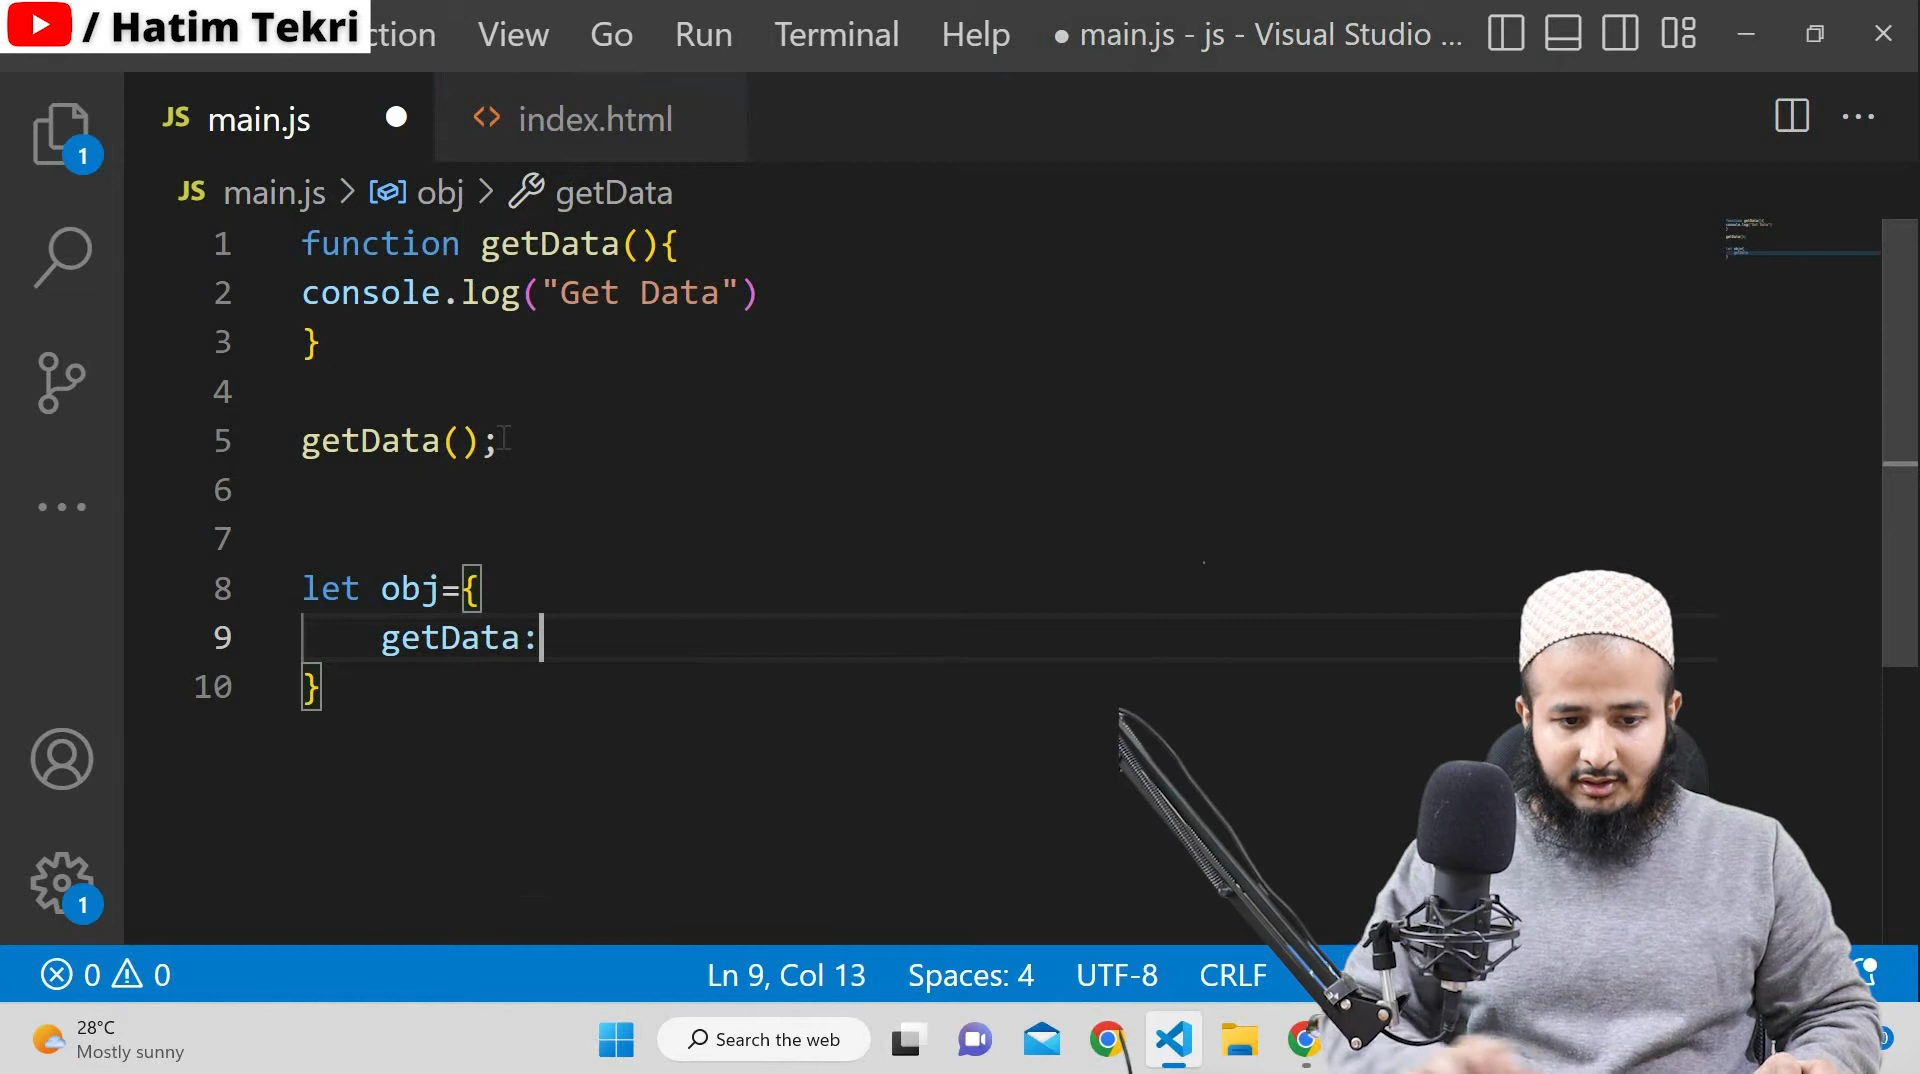 / Hatim Tekri
ction View Go Run Terminal Help ● main.js - js - Visual Studio ...
JS main.js ● <> index.html ...
JS main.js > obj > getData
1 function getData(){
2 console.log("Get Data")
3 }
4
5 getData();
6
7
8 let obj={
9 getData:
10 }
1
1
0 0 Ln 9, Col 13 Spaces: 4 UTF-8 CRLF
28°C
Mostly sunny
Search the web